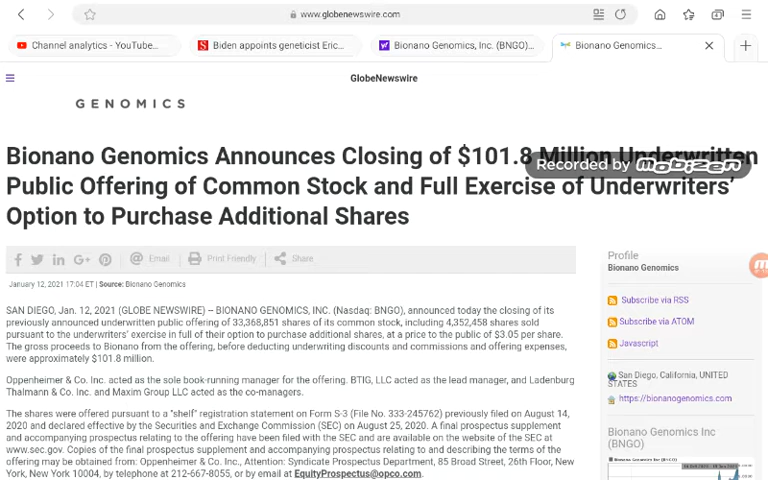 www.globenewswire.com
Channel analytics - YouTube...
Biden appoints geneticist Eric...
Bionano Genomics, Inc. (BNGO)...
Bionano Genomics...
GlobeNewswire
GENOMICS
Bionano Genomics Announces Closing of $101.8 Million Underwritten
Public Offering of Common Stock and Full Exercise of Underwriters'
Option to Purchase Additional Shares
Recorded by mobizen
Email
Print Friendly
Share
January 12, 2021 17:04 ET | Source: Bionano Genomics
SAN DIEGO, Jan. 12, 2021 (GLOBE NEWSWIRE) -- BIONANO GENOMICS, INC. (Nasdaq: BNGO), announced today the closing of its
previously announced underwritten public offering of 33,368,851 shares of its common stock, including 4,352,458 shares sold
pursuant to the underwriters' exercise in full of their option to purchase additional shares, at a price to the public of $3.05 per share.
The gross proceeds to Bionano from the offering, before deducting underwriting discounts and commissions and offering expenses,
were approximately $101.8 million.
Oppenheimer & Co. Inc. acted as the sole book-running manager for the offering. BTIG, LLC acted as the lead manager, and Ladenburg
Thalmann & Co. Inc. and Maxim Group LLC acted as the co-managers.
The shares were offered pursuant to a "shelf" registration statement on Form S-3 (File No. 333-245762) previously filed on August 14,
2020 and declared effective by the Securities and Exchange Commission (SEC) on August 25, 2020. A final prospectus supplement
and accompanying prospectus relating to the offering have been filed with the SEC and are available on the website of the SEC at
www.sec.gov. Copies of the final prospectus supplement and accompanying prospectus relating to and describing the terms of the
offering may be obtained from: Oppenheimer & Co. Inc., Attention: Syndicate Prospectus Department, 85 Broad Street, 26th Floor, New
York, New York 10004, by telephone at 212-667-8055, or by email at EquityProspectus@opco.com.
Profile
Bionano Genomics
Subscribe via RSS
Subscribe via ATOM
Javascript
San Diego, California, UNITED
STATES
https://bionanogenomics.com
Bionano Genomics Inc
(BNGO)
Bionano Genomics Inc